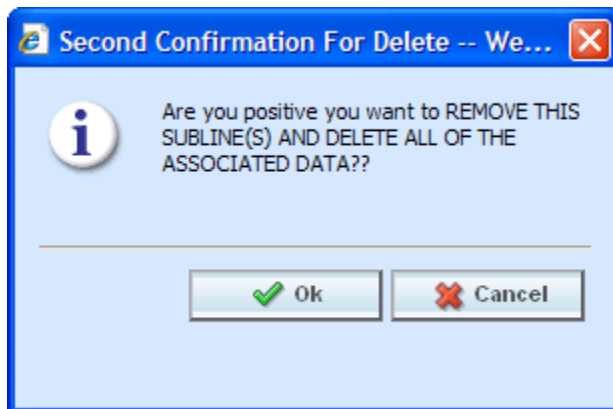 Second Confirmation For Delete -- We...
Are you positive you want to REMOVE THIS
SUBLINE(S) AND DELETE ALL OF THE
ASSOCIATED DATA??
Ok
Cancel